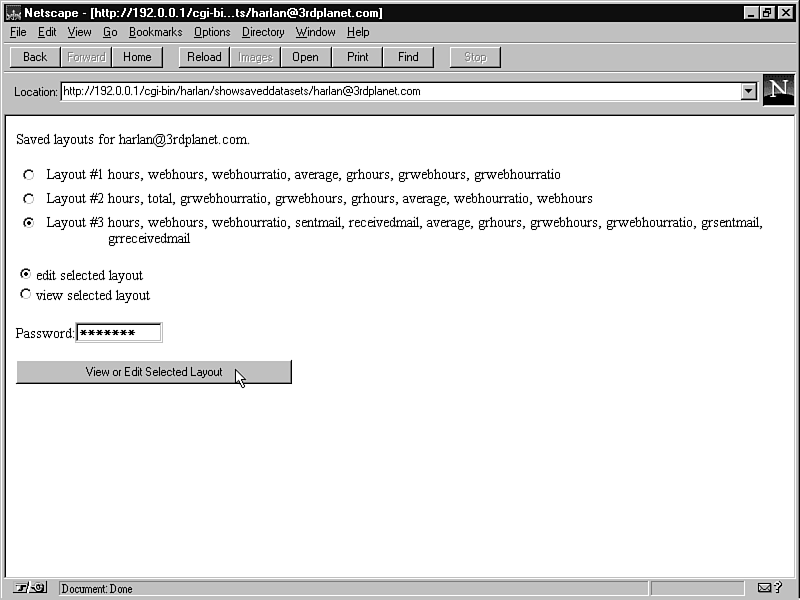 Netscape - [http://192.0.0.1/cgi-bi...ts/harlan@3rdplanet.com]
File Edit View Go Bookmarks Options Directory Window Help
Back Forward Home Reload Images Open Print Find Stop
Location: http://192.0.0.1/cgi-bin/harlan/showsaveddatasets/harlan@3rdplanet.com
N
Saved layouts for harlan@3rdplanet.com.
Layout #1 hours, webhours, webhourratio, average, grhours, grwebhours, grwebhourratio
Layout #2 hours, total, grwebhourratio, grwebhours, grhours, average, webhourratio, webhours
Layout #3 hours, webhours, webhourratio, sentmail, receivedmail, average, grhours, grwebhours, grwebhourratio, grsentmail,
grreceivedmail
edit selected layout
view selected layout
Password: *******
View or Edit Selected Layout
Document: Done
?